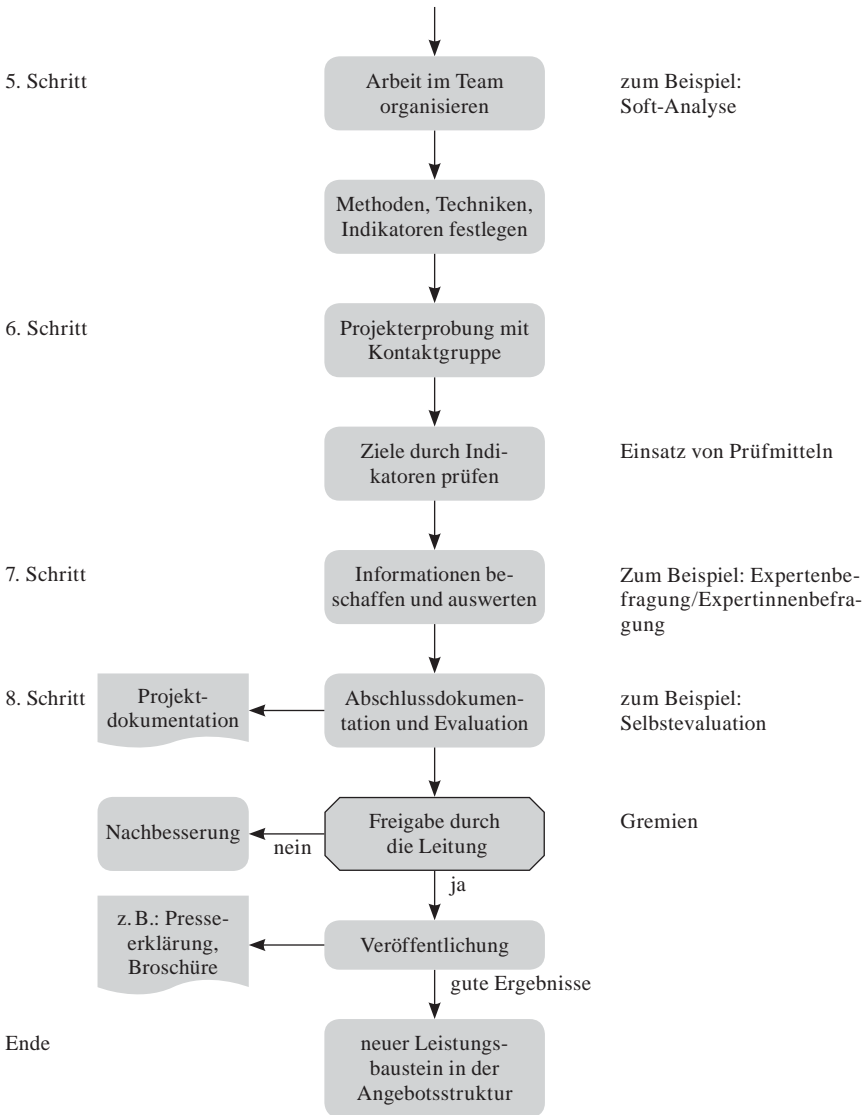 5. Schritt
Arbeit im Team
organisieren
zum Beispiel:
Soft-Analyse
Methoden, Techniken,
Indikatoren festlegen
6. Schritt
Projekterprobung mit
Kontaktgruppe
Ziele durch Indi-
katoren prüfen
Einsatz von Prüfmitteln
7. Schritt
Informationen be-
schaffen und auswerten
Zum Beispiel: Expertenbe-
fragung/Expertinnenbefra-
gung
8. Schritt
Projekt-
dokumentation
Abschlussdokumen-
tation und Evaluation
zum Beispiel:
Selbstevaluation
Nachbesserung
nein
Freigabe durch
die Leitung
Gremien
ja
z. B.: Presse-
erklärung,
Broschüre
Veröffentlichung
gute Ergebnisse
Ende
neuer Leistungs-
baustein in der
Angebotsstruktur